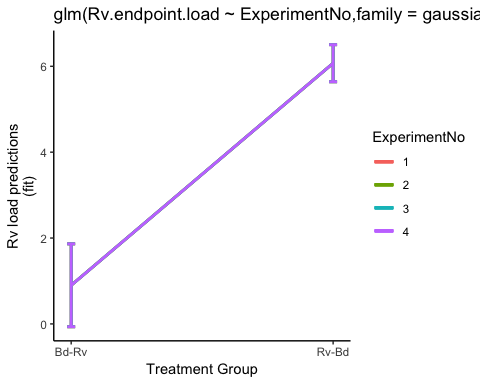 glm(Rv.endpoint.load ~ ExperimentNo,family = gaussia
6
4
2
0
Rv load predictions
(fit)
Bd-Rv
Rv-Bd
Treatment Group
ExperimentNo
1
2
3
4